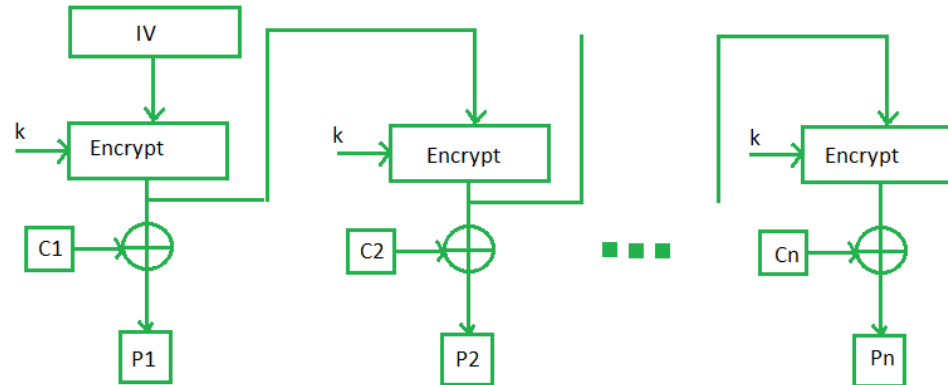 IV
k
Encrypt
k
Encrypt
k
Encrypt
C1
C2
Cn
P1
P2
Pn